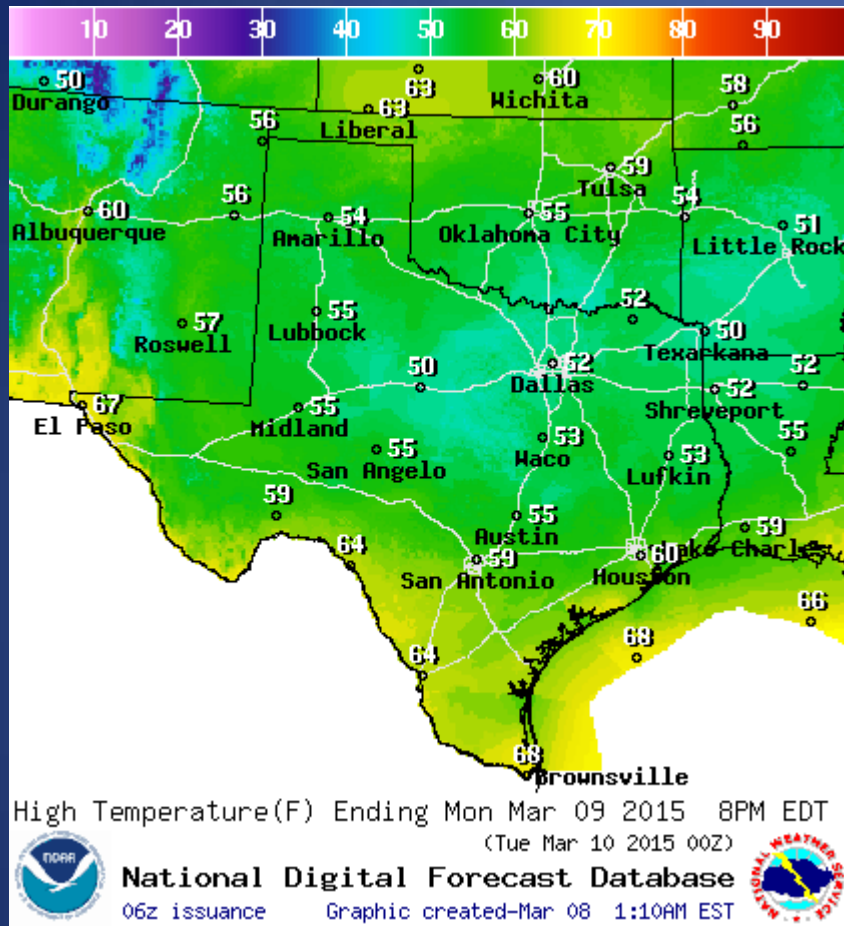 10 20 30 40 50 60 70 80 90
50
Durango
63
60
Wichita
63
Liberal
58
56
56
59
Tulsa
60
Albuquerque
56
54
Amarillo
55
Oklahoma City
54
51
Little Rock
57
Roswell
55
Lubbock
52
50
Texarkana
52
Dallas
50
52
Shreveport
52
67
El Paso
55
Midland
53
Waco
55
San Angelo
53
Lufkin
55
59
55
Austin
59
Lake Charles
64
59
San Antonio
60
Houston
66
68
64
68
Brownsville
High Temperature(F) Ending Mon Mar 09 2015 8PM EDT
(Tue Mar 10 2015 00Z)
NOAA
National Digital Forecast Database
06z issuance Graphic created-Mar 08 1:10AM EST
NATIONAL WEATHER SERVICE